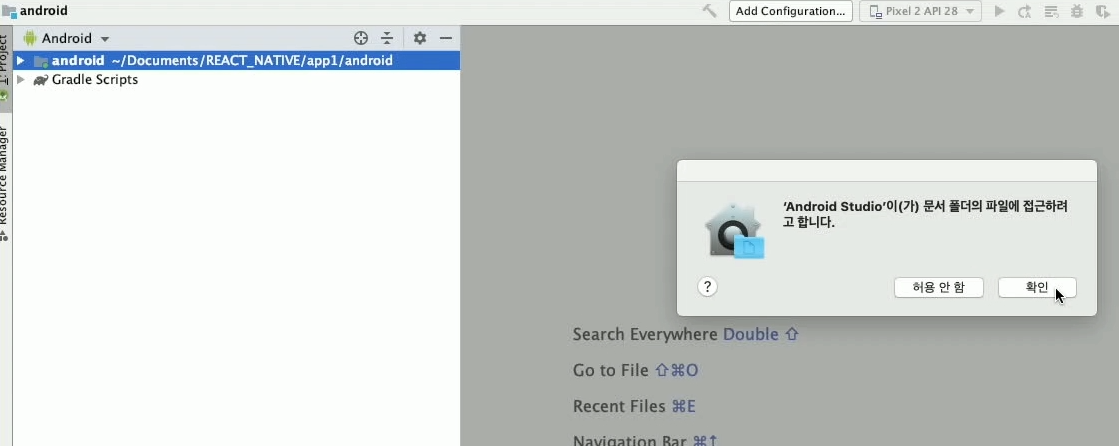 android
Add Configuration...
Pixel 2 API 28
1: Project
Android
android ~/Documents/REACT_NATIVE/app1/android
Gradle Scripts
Resource Manager
‘Android Studio’이(가) 문서 폴더의 파일에 접근하려
고 합니다.
?
허용 안 함
확인
Search Everywhere Double ⇧
Go to File ⇧⌘O
Recent Files ⌘E
Navigation Bar ⌘↑